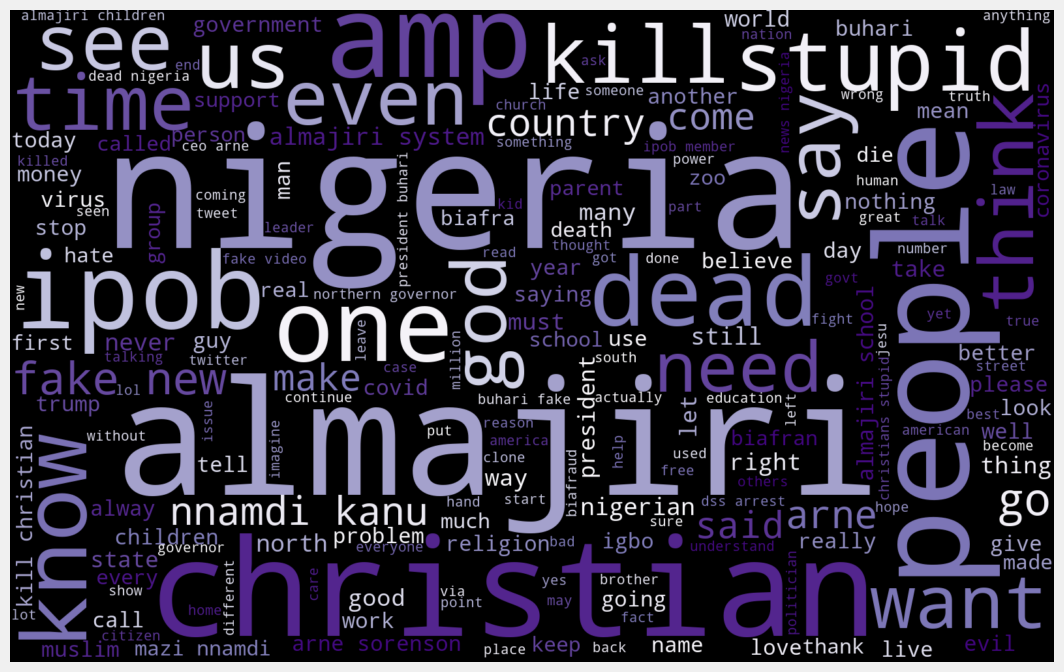 almajiri children
government
amp
kill
world
anything
see
us
nation
buhari
stupid
end
dead nigeria
ask
time
support
even
life
someone
another
wrong
truth
church
country
come
say
mean
think
coronavirus
news nigeria
today
called
person
ceo arne
almajiri system
something
ipob member
killed
money
nigeria
power
die
people
man
president buhari
parent
zoo
human
law
virus
coming
kid
nothing
seen
tweet
biafra
many
part
great
talk
stop
group
leader
death
hate
fake video
read
thought
got
done
believe
day
number
ipob
god
year
dead
govt
take
new
real
northern governor
saying
fight
yet
true
one
must
first
never
guy
leave
school
use
still
almajiri school
jesu
talking
twitter
million
south
better
street
fake
new
lol
make
case
covid
need
please
trump
continue
buhari fake
actually
president
education
let
left
best
american
look
almajiri
issue
without
imagine
put
reason
america
help
biafran
christians stupid
well
become
know
tell
clone
way
biafraud
used
free
right
thing
kill christian
others
alway
nnamdi kanu
hand
start
dss arrest
nigerian
sure
said
arne
hope
go
children
problem
much
governor
north
everyone
religion
bad
igbo
understand
really
give
state
made
every
christian
want
show
different
care
yes
brother
politician
lot
home
good
via
point
may
going
call
work
fact
citizen
muslim
mazi nnamdi
arne sorenson
place
keep
back
name
love
thank
live
evil